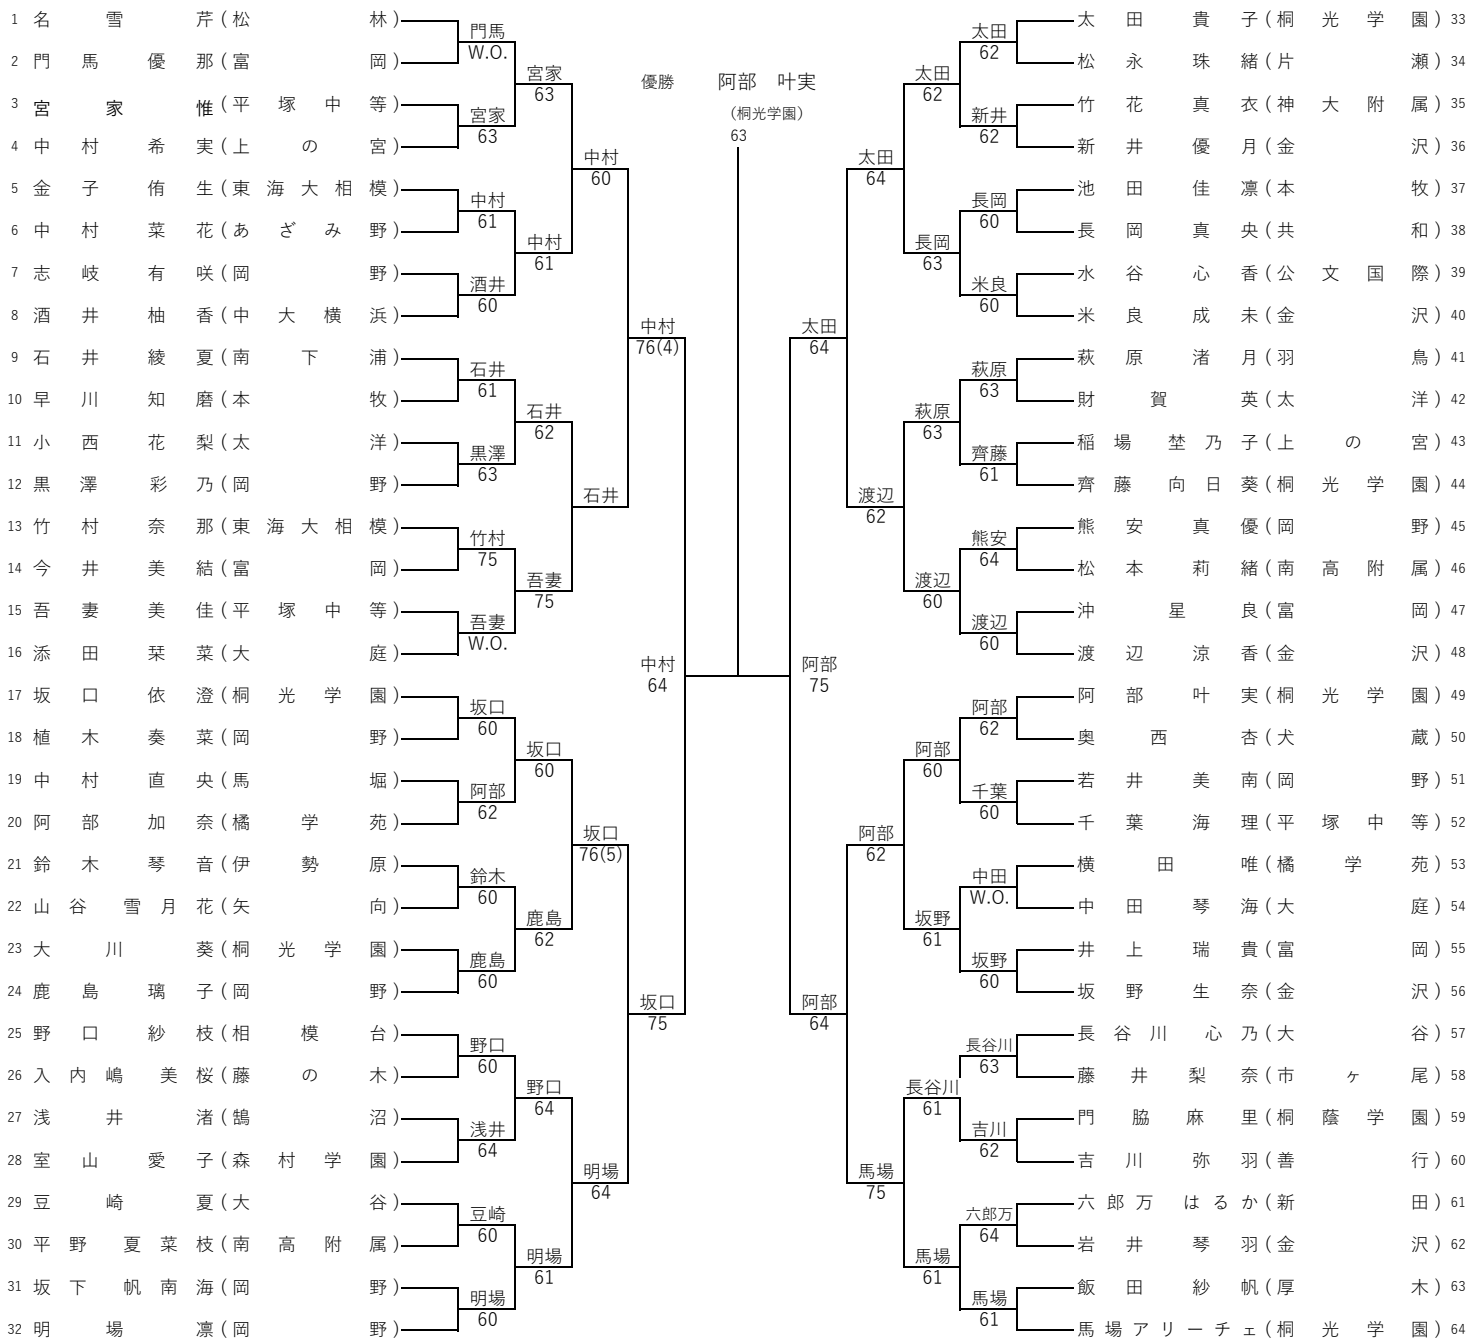 1 名雪芹(松林)
2 門馬優那(富岡)
3 宮家惟(平塚中等)
4 中村希実(上の宮)
5 金子侑生(東海大相模)
6 中村菜花(あざみ野)
7 志岐有咲(岡野)
8 酒井柚香(中大横浜)
9 石井綾夏(南下浦)
10 早川知磨(本牧)
11 小西花梨(太洋)
12 黒澤彩乃(岡野)
13 竹村奈那(東海大相模)
14 今井美結(富岡)
15 吾妻美佳(平塚中等)
16 添田栞菜(大庭)
17 坂口依澄(桐光学園)
18 植木奏菜(岡野)
19 中村直央(馬堀)
20 阿部加奈(橘学苑)
21 鈴木琴音(伊勢原)
22 山谷雪月花(矢向)
23 大川葵(桐光学園)
24 鹿島璃子(岡野)
25 野口紗枝(相模台)
26 入内嶋美桜(藤の木)
27 浅井渚(鵠沼)
28 室山愛子(森村学園)
29 豆崎夏(大谷)
30 平野夏菜枝(南高附属)
31 坂下帆南海(岡野)
32 明場凛(岡野)
門馬
W.O.
宮家
63
中村
61
酒井
60
石井
61
黒澤
63
竹村
75
吾妻
W.O.
坂口
60
阿部
62
鈴木
60
鹿島
60
野口
60
浅井
64
豆崎
60
明場
60
宮家
63
中村
61
石井
62
吾妻
75
坂口
60
鹿島
62
野口
64
明場
61
中村
60
石井
坂口
76(5)
明場
64
中村
76(4)
坂口
75
中村
64
優勝 阿部 叶実
(桐光学園)
63
阿部
75
太田
64
阿部
64
太田
64
渡辺
62
阿部
62
馬場
75
太田
62
長岡
63
萩原
63
渡辺
60
阿部
60
坂野
61
長谷川
61
馬場
61
太田
62
新井
62
長岡
60
米良
60
萩原
63
齊藤
61
熊安
64
渡辺
60
阿部
62
千葉
60
中田
W.O.
坂野
60
長谷川
63
吉川
62
六郎万
64
馬場
61
太田貴子(桐光学園) 33
松永珠緒(片瀬) 34
竹花真衣(神大附属) 35
新井優月(金沢) 36
池田佳凛(本牧) 37
長岡真央(共和) 38
水谷心香(公文国際) 39
米良成未(金沢) 40
萩原渚月(羽鳥) 41
財賀英(太洋) 42
稲場埜乃子(上の宮) 43
齊藤向日葵(桐光学園) 44
熊安真優(岡野) 45
松本莉緒(南高附属) 46
沖星良(富岡) 47
渡辺涼香(金沢) 48
阿部叶実(桐光学園) 49
奥西杏(犬蔵) 50
若井美南(岡野) 51
千葉海理(平塚中等) 52
横田唯(橘学苑) 53
中田琴海(大庭) 54
井上瑞貴(富岡) 55
坂野生奈(金沢) 56
長谷川心乃(大谷) 57
藤井梨奈(市ヶ尾) 58
門脇麻里(桐蔭学園) 59
吉川弥羽(善行) 60
六郎万はるか(新田) 61
岩井琴羽(金沢) 62
飯田紗帆(厚木) 63
馬場アリーチェ(桐光学園) 64